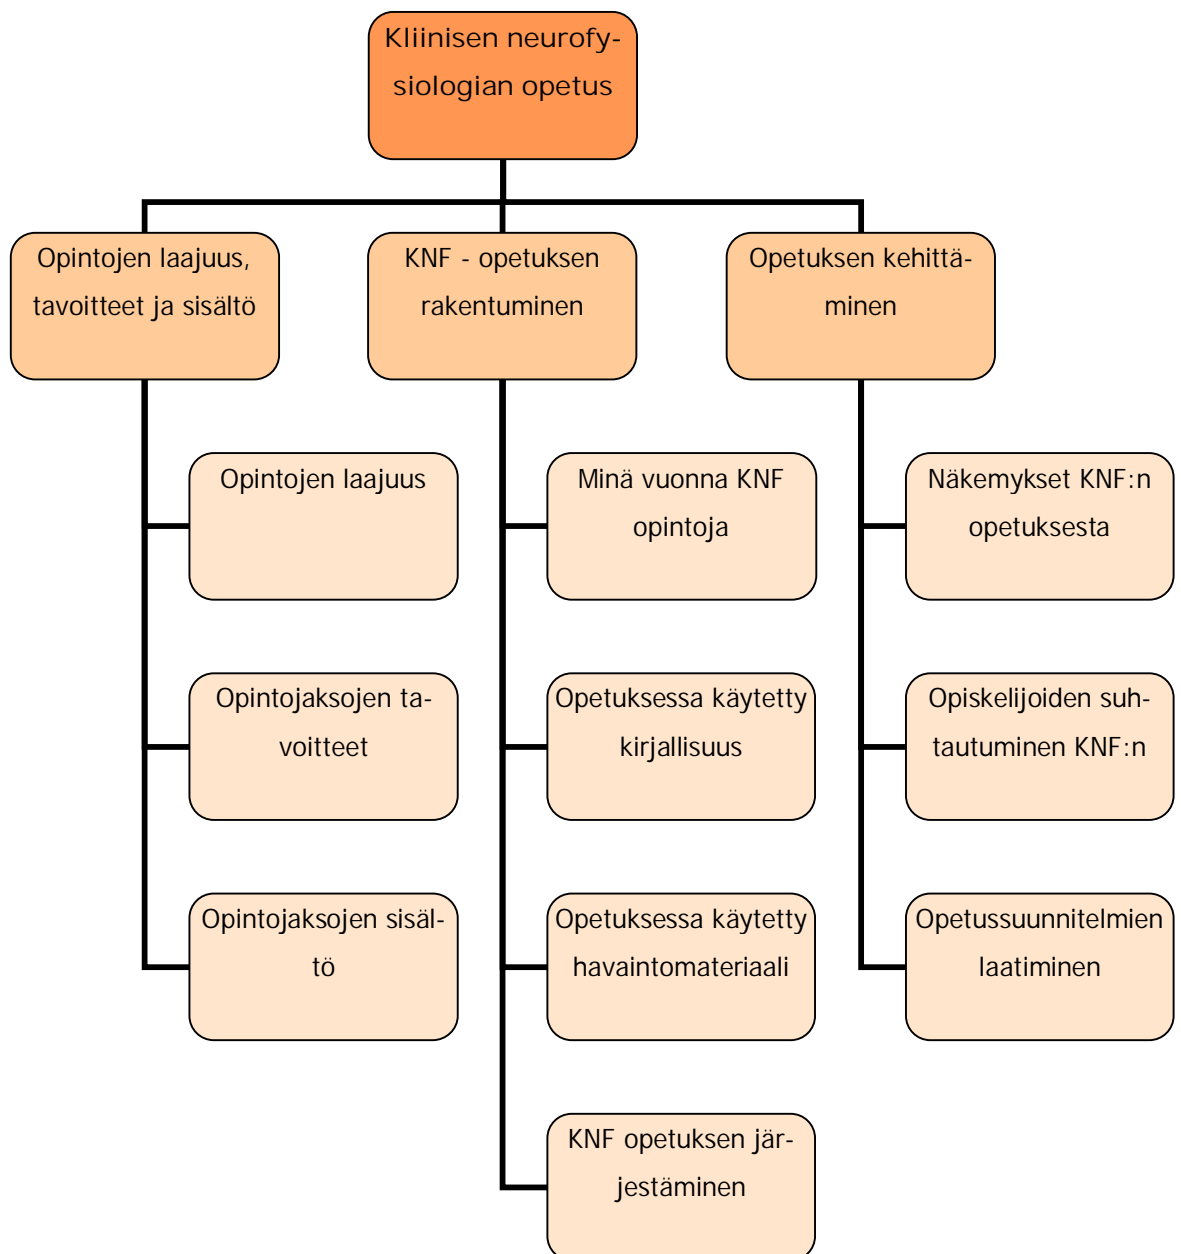 Kliinisen neurofy-
siologian opetus
Opintojen laajuus,
tavoitteet ja sisältö
KNF - opetuksen
rakentuminen
Opetuksen kehittä-
minen
Opintojen laajuus
Opintojaksojen ta-
voitteet
Opintojaksojen sisäl-
tö
Minä vuonna KNF
opintoja
Opetuksessa käytetty
kirjallisuus
Opetuksessa käytetty
havaintomateriaali
KNF opetuksen jär-
jestäminen
Näkemykset KNF:n
opetuksesta
Opiskelijoiden suh-
tautuminen KNF:n
Opetussuunnitelmien
laatiminen